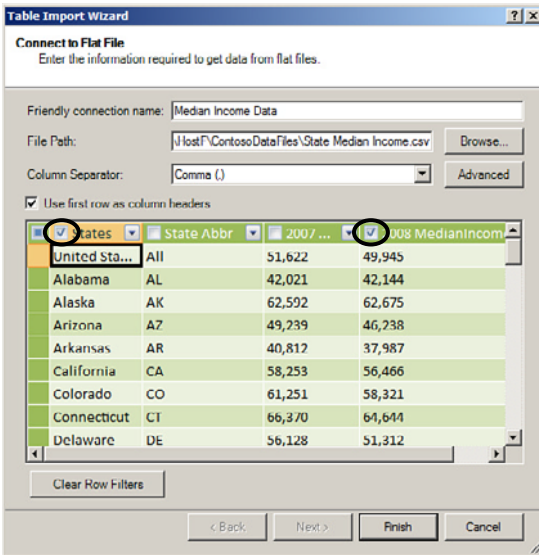 Table Import Wizard
Connect to Flat File
Enter the information required to get data from flat files.
Friendly connection name: Median Income Data
File Path: \HostF\ContosoDataFiles\State Median Income.csv Browse...
Column Separator: Comma (,) Advanced
Use first row as column headers
States State Abbr 2007 ... 2008 MedianIncom
United Sta... All 51,622 49,945
Alabama AL 42,021 42,144
Alaska AK 62,592 62,675
Arizona AZ 49,239 46,238
Arkansas AR 40,812 37,987
California CA 58,253 56,466
Colorado CO 61,251 58,321
Connecticut CT 66,370 64,644
Delaware DE 56,128 51,312
Clear Row Filters
< Back Next > Finish Cancel